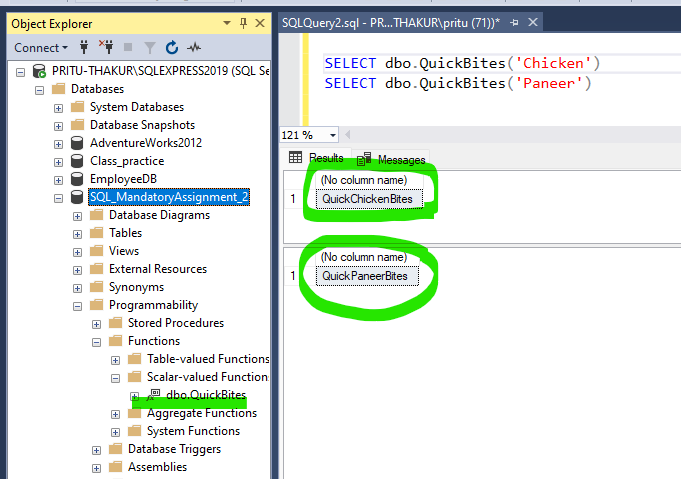 Object Explorer
Connect
PRITU-THAKUR\SQLEXPRESS2019 (SQL Se
Databases
System Databases
Database Snapshots
AdventureWorks2012
Class_practice
EmployeeDB
SQL_MandatoryAssignment_2
Database Diagrams
Tables
Views
External Resources
Synonyms
Programmability
Stored Procedures
Functions
Table-valued Functions
Scalar-valued Function
dbo.QuickBites
Aggregate Functions
System Functions
Database Triggers
Assemblies
SQLQuery2.sql - PR...THAKUR\pritu (71))*
SELECT dbo.QuickBites('Chicken')
SELECT dbo.QuickBites('Paneer')
121 %
Results Messages
(No column name)
1 QuickChickenBites
(No column name)
1 QuickPaneerBites